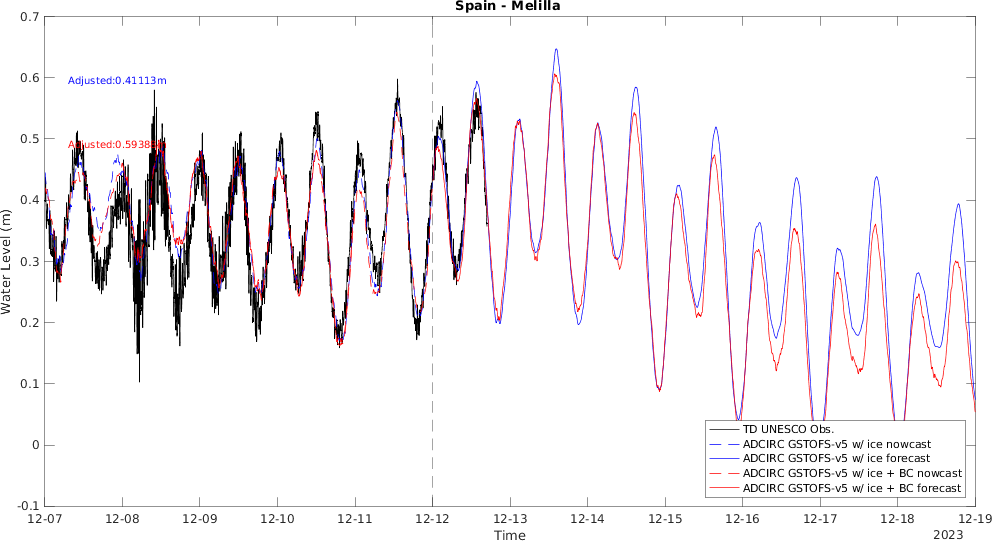 Spain - Melilla
0.7
0.6
0.5
0.4
0.3
0.2
0.1
0
-0.1
Water Level (m)
Adjusted:0.41113m
Adjusted:0.5938
TD UNESCO Obs.
ADCIRC GSTOFS-v5 w/ ice nowcast
ADCIRC GSTOFS-v5 w/ ice forecast
ADCIRC GSTOFS-v5 w/ ice + BC nowcast
ADCIRC GSTOFS-v5 w/ ice + BC forecast
12-07 12-08 12-09 12-10 12-11 12-12 12-13 12-14 12-15 12-16 12-17 12-18 12-19
Time
2023